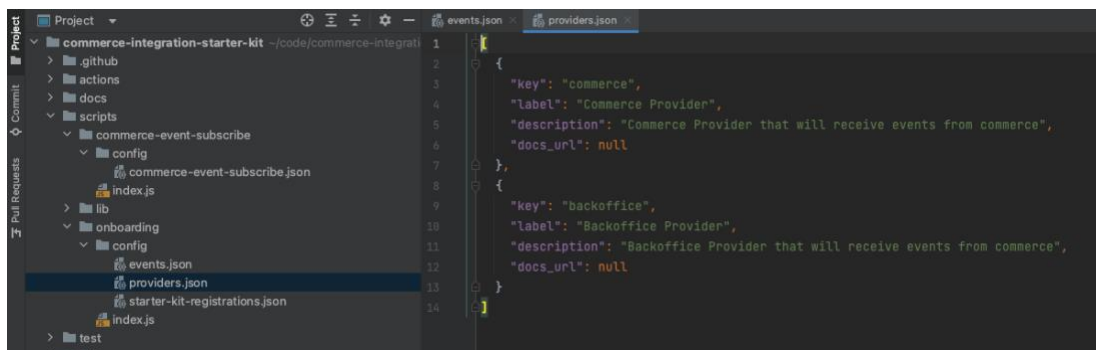 Project
events.json
providers.json
Project
Commit
Pull Requests
commerce-integration-starter-kit ~/code/commerce-integrati
.github
actions
docs
scripts
commerce-event-subscribe
config
commerce-event-subscribe.json
index.js
lib
onboarding
config
events.json
providers.json
starter-kit-registrations.json
index.js
test
1 [
2 {
3 "key": "commerce",
4 "label": "Commerce Provider",
5 "description": "Commerce Provider that will receive events from commerce",
6 "docs_url": null
7 },
8 {
9 "key": "backoffice",
10 "label": "Backoffice Provider",
11 "description": "Backoffice Provider that will receive events from commerce",
12 "docs_url": null
13 }
14 ]